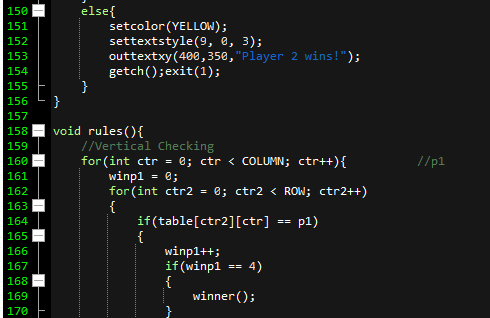 150 else{
151 setcolor(YELLOW);
152 settextstyle(9, 0, 3);
153 outtextxy(400,350,"Player 2 wins!");
154 getch();exit(1);
155 }
156 }
157
158 void rules(){
159 //Vertical Checking
160 for(int ctr = 0; ctr < COLUMN; ctr++){ //p1
161 winp1 = 0;
162 for(int ctr2 = 0; ctr2 < ROW; ctr2++)
163 {
164 if(table[ctr2][ctr] == p1)
165 {
166 winp1++;
167 if(winp1 == 4)
168 {
169 winner();
170 }